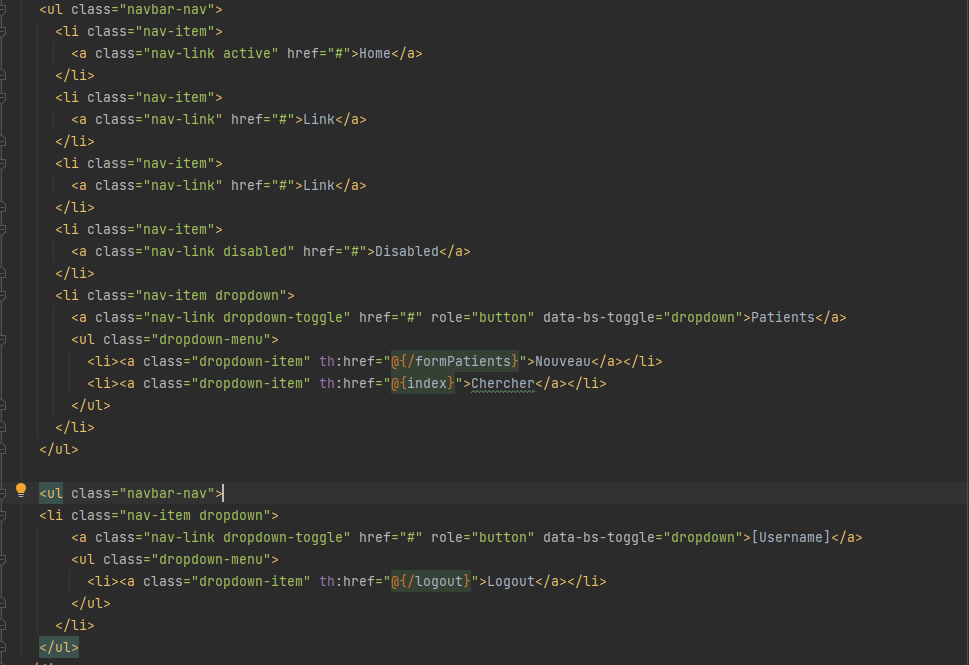 <ul class="navbar-nav">
<li class="nav-item">
<a class="nav-link active" href="#">Home</a>
</li>
<li class="nav-item">
<a class="nav-link" href="#">Link</a>
</li>
<li class="nav-item">
<a class="nav-link" href="#">Link</a>
</li>
<li class="nav-item">
<a class="nav-link disabled" href="#">Disabled</a>
</li>
<li class="nav-item dropdown">
<a class="nav-link dropdown-toggle" href="#" role="button" data-bs-toggle="dropdown">Patients</a>
<ul class="dropdown-menu">
<li><a class="dropdown-item" th:href="@{/formPatients}">Nouveau</a></li>
<li><a class="dropdown-item" th:href="@{index}">Chercher</a></li>
</ul>
</li>
</ul>
<ul class="navbar-nav">
<li class="nav-item dropdown">
<a class="nav-link dropdown-toggle" href="#" role="button" data-bs-toggle="dropdown">[Username]</a>
<ul class="dropdown-menu">
<li><a class="dropdown-item" th:href="@{/logout}">Logout</a></li>
</ul>
</li>
</ul>